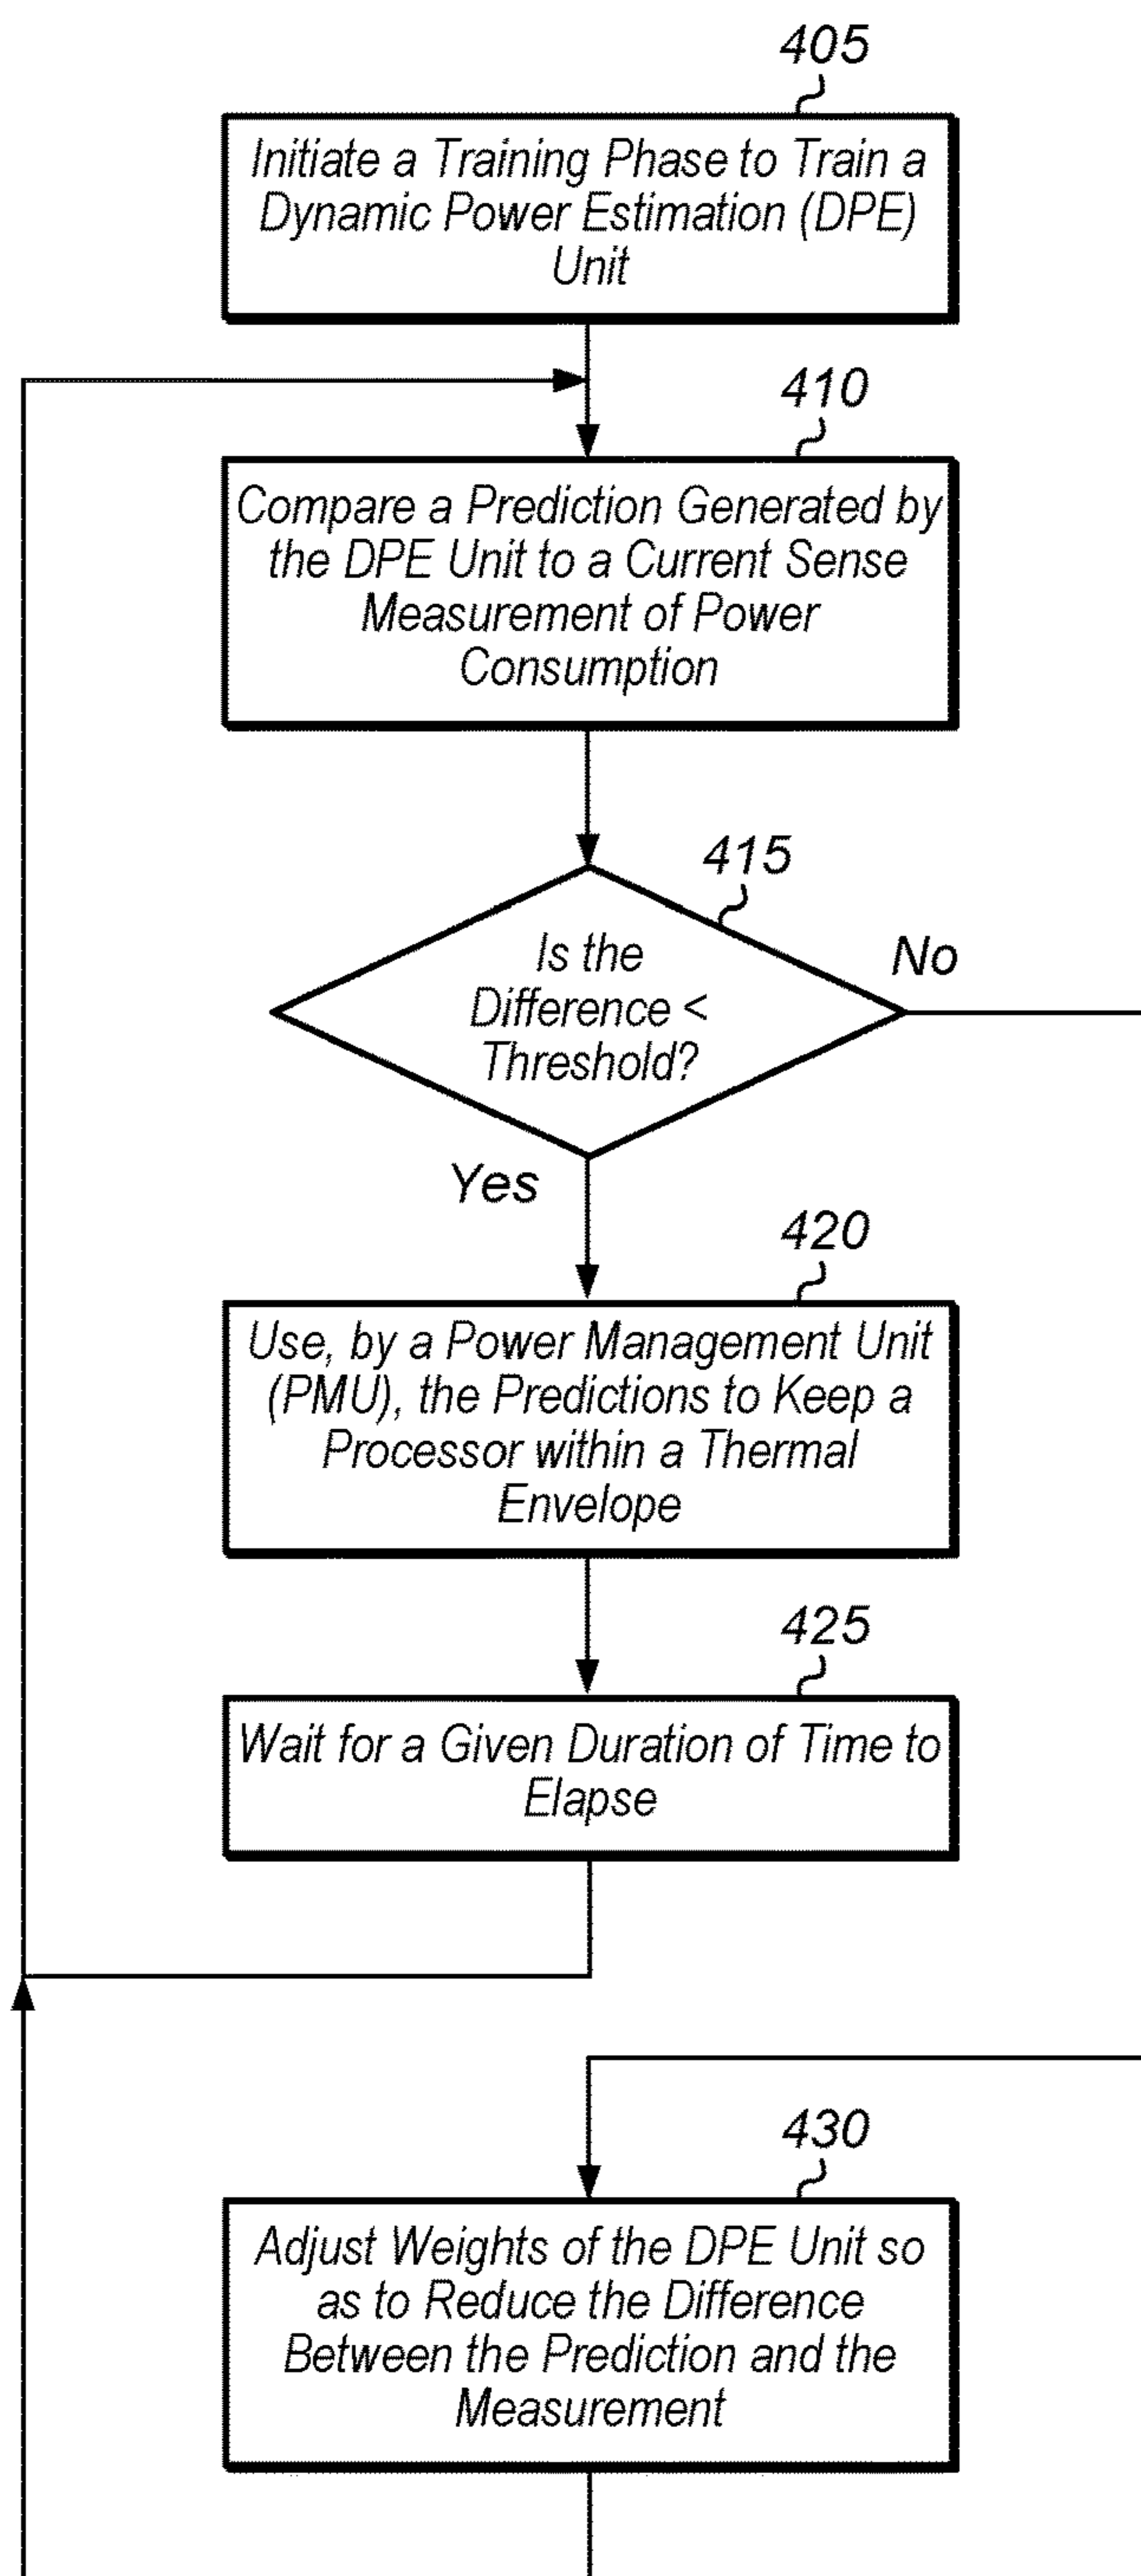 405
Initiate a Training Phase to Train a
Dynamic Power Estimation (DPE)
Unit
410
Compare a Prediction Generated by
the DPE Unit to a Current Sense
Measurement of Power
Consumption
415
Is the
Difference <
Threshold?
No
Yes
420
Use, by a Power Management Unit
(PMU), the Predictions to Keep a
Processor within a Thermal
Envelope
425
Wait for a Given Duration of Time to
Elapse
430
Adjust Weights of the DPE Unit so
as to Reduce the Difference
Between the Prediction and the
Measurement